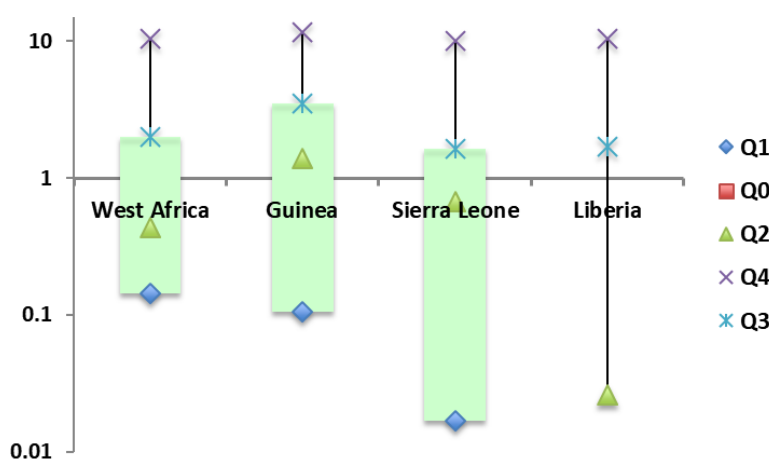 10
1
0.1
0.01
West Africa
Guinea
Sierra Leone
Liberia
Q1
Q0
Q2
Q4
Q3